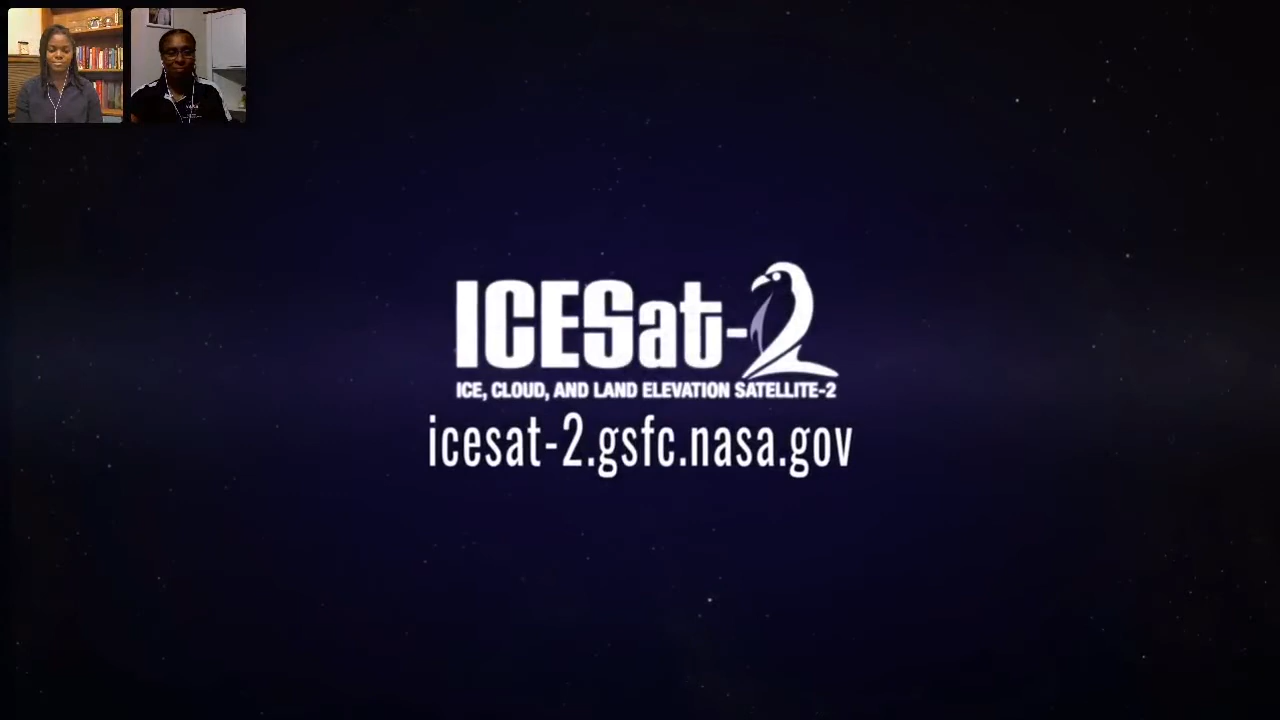 ICESat-2
ICE, CLOUD, AND LAND ELEVATION SATELLITE-2
icesat-2.gsfc.nasa.gov